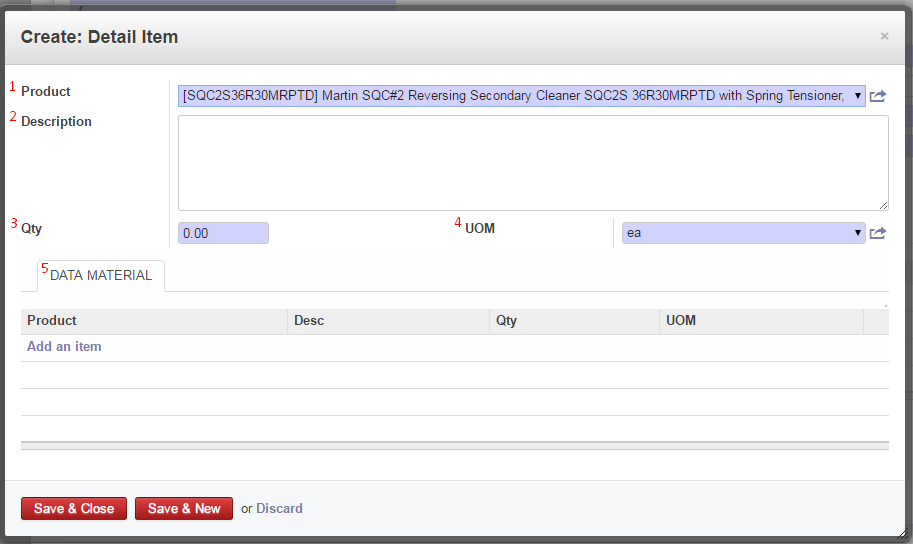 Create: Detail Item
×
1 Product
[SQC2S36R30MRPTD] Martin SQC#2 Reversing Secondary Cleaner SQC2S 36R30MRPTD with Spring Tensioner,
2 Description
3 Qty 0.00 4 UOM ea
5 DATA MATERIAL
Product Desc Qty UOM
Add an item
Save & Close Save & New or Discard